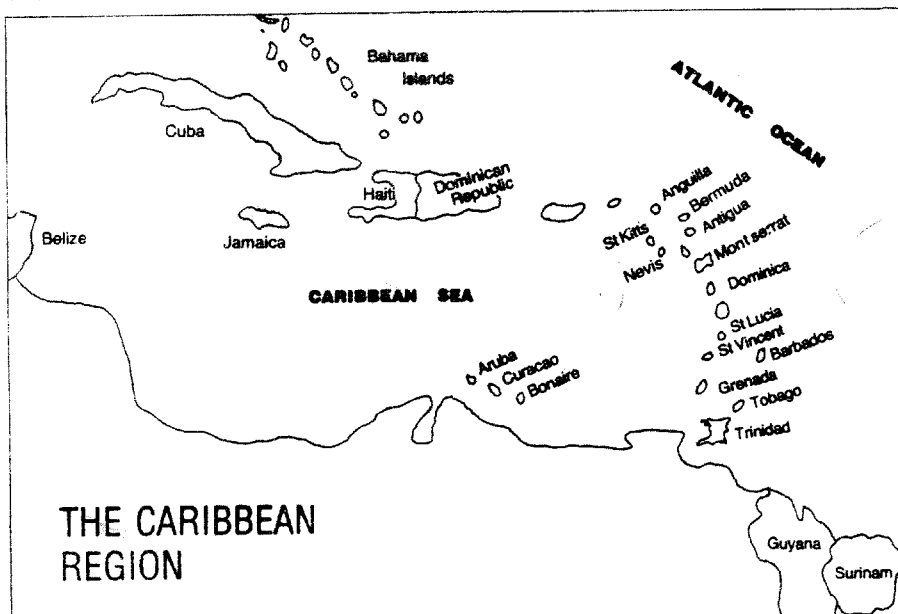 Bahama
Islands
ATLANTIC OCEAN
Cuba
Haiti
Dominican
Republic
Anguilla
Bermuda
Antigua
St Kitts
Mont serrat
Nevis
Belize
Jamaica
CARIBBEAN SEA
Dominica
St Lucia
St Vincent
Barbados
Aruba
Curacao
Bonaire
Grenada
Tobago
Trinidad
THE CARIBBEAN
REGION
Guyana
Surinam